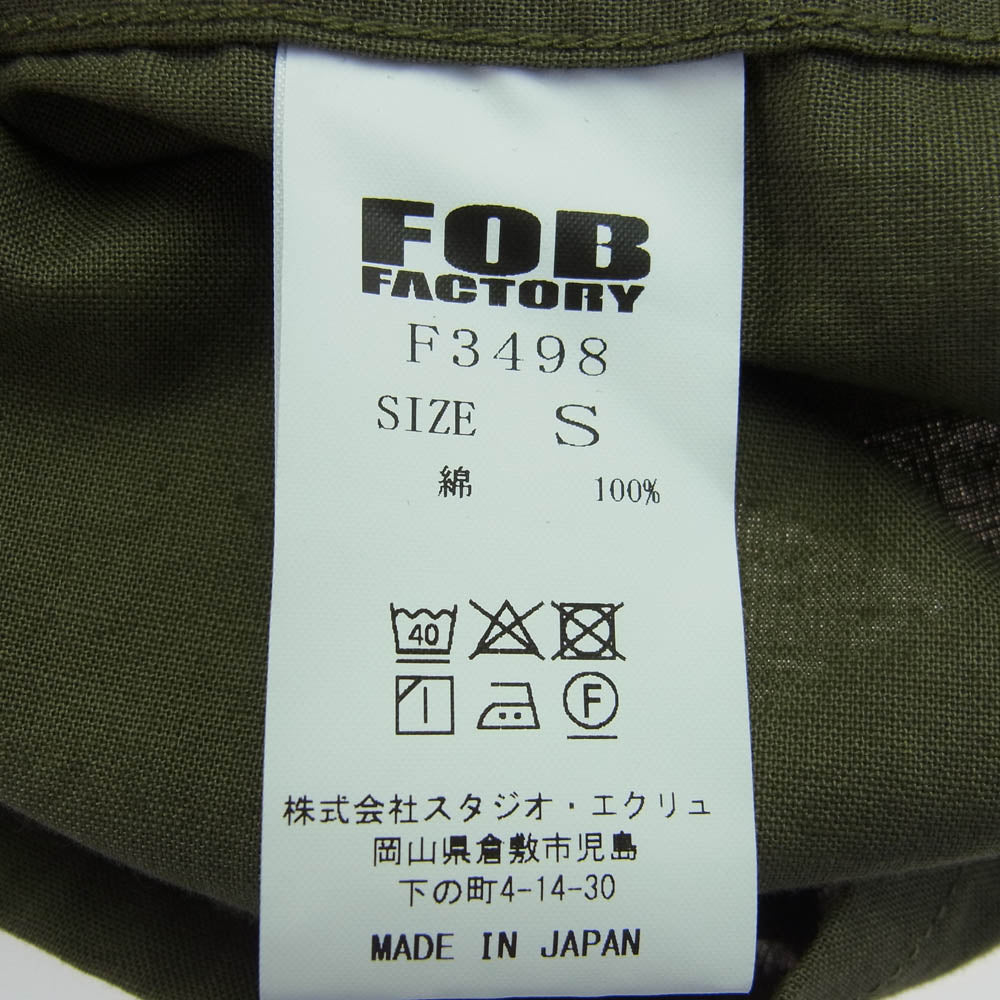 FOB
FACTORY
F3498
SIZE S
綿 100%
40
F
株式会社スタジオ・エクリュ
岡山県倉敷市児島
下の町4-14-30
MADE IN JAPAN